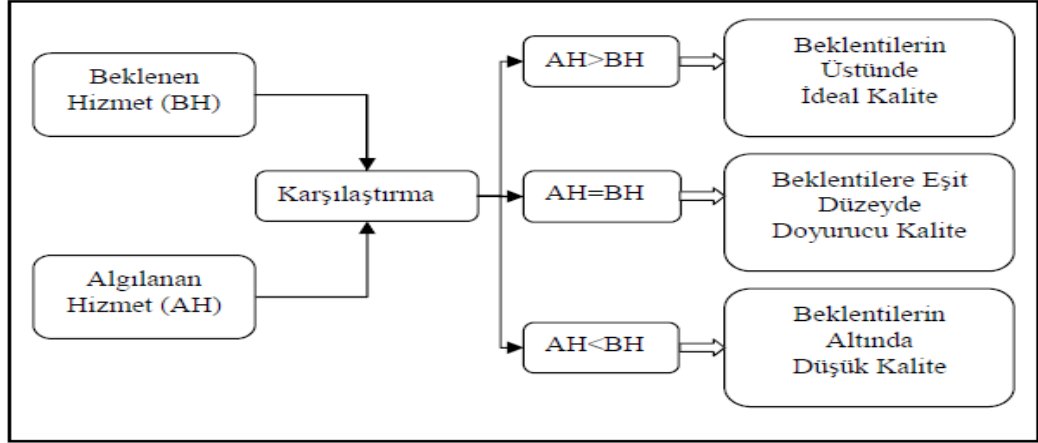 Beklenen
Hizmet (BH)
Algılanan
Hizmet (AH)
Karşılaştırma
AH>BH
Beklentilerin
Üstünde
İdeal Kalite
AH=BH
Beklentilere Eşit
Düzeyde
Doyurucu Kalite
AH<BH
Beklentilerin
Altında
Düşük Kalite